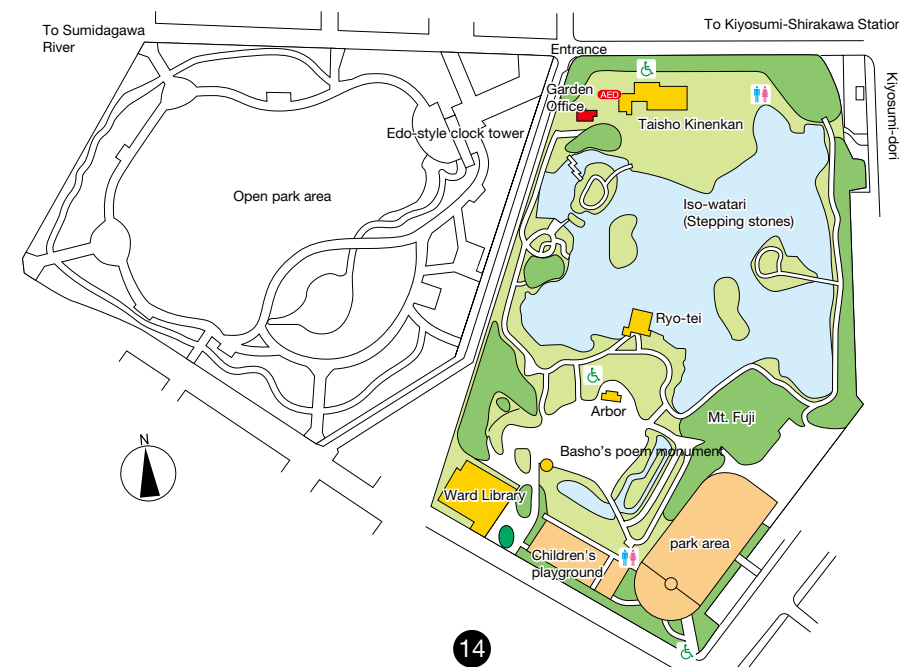 To Sumidagawa
River
To Kiyosumi-Shirakawa Station
Entrance
Kiyosumi-dori
Garden
Office
AED
Taisho Kinenkan
Edo-style clock tower
Open park area
Iso-watari
(Stepping stones)
Ryo-tei
Arbor
Mt. Fuji
N
Basho's poem monument
Ward Library
park area
Children's
playground
14